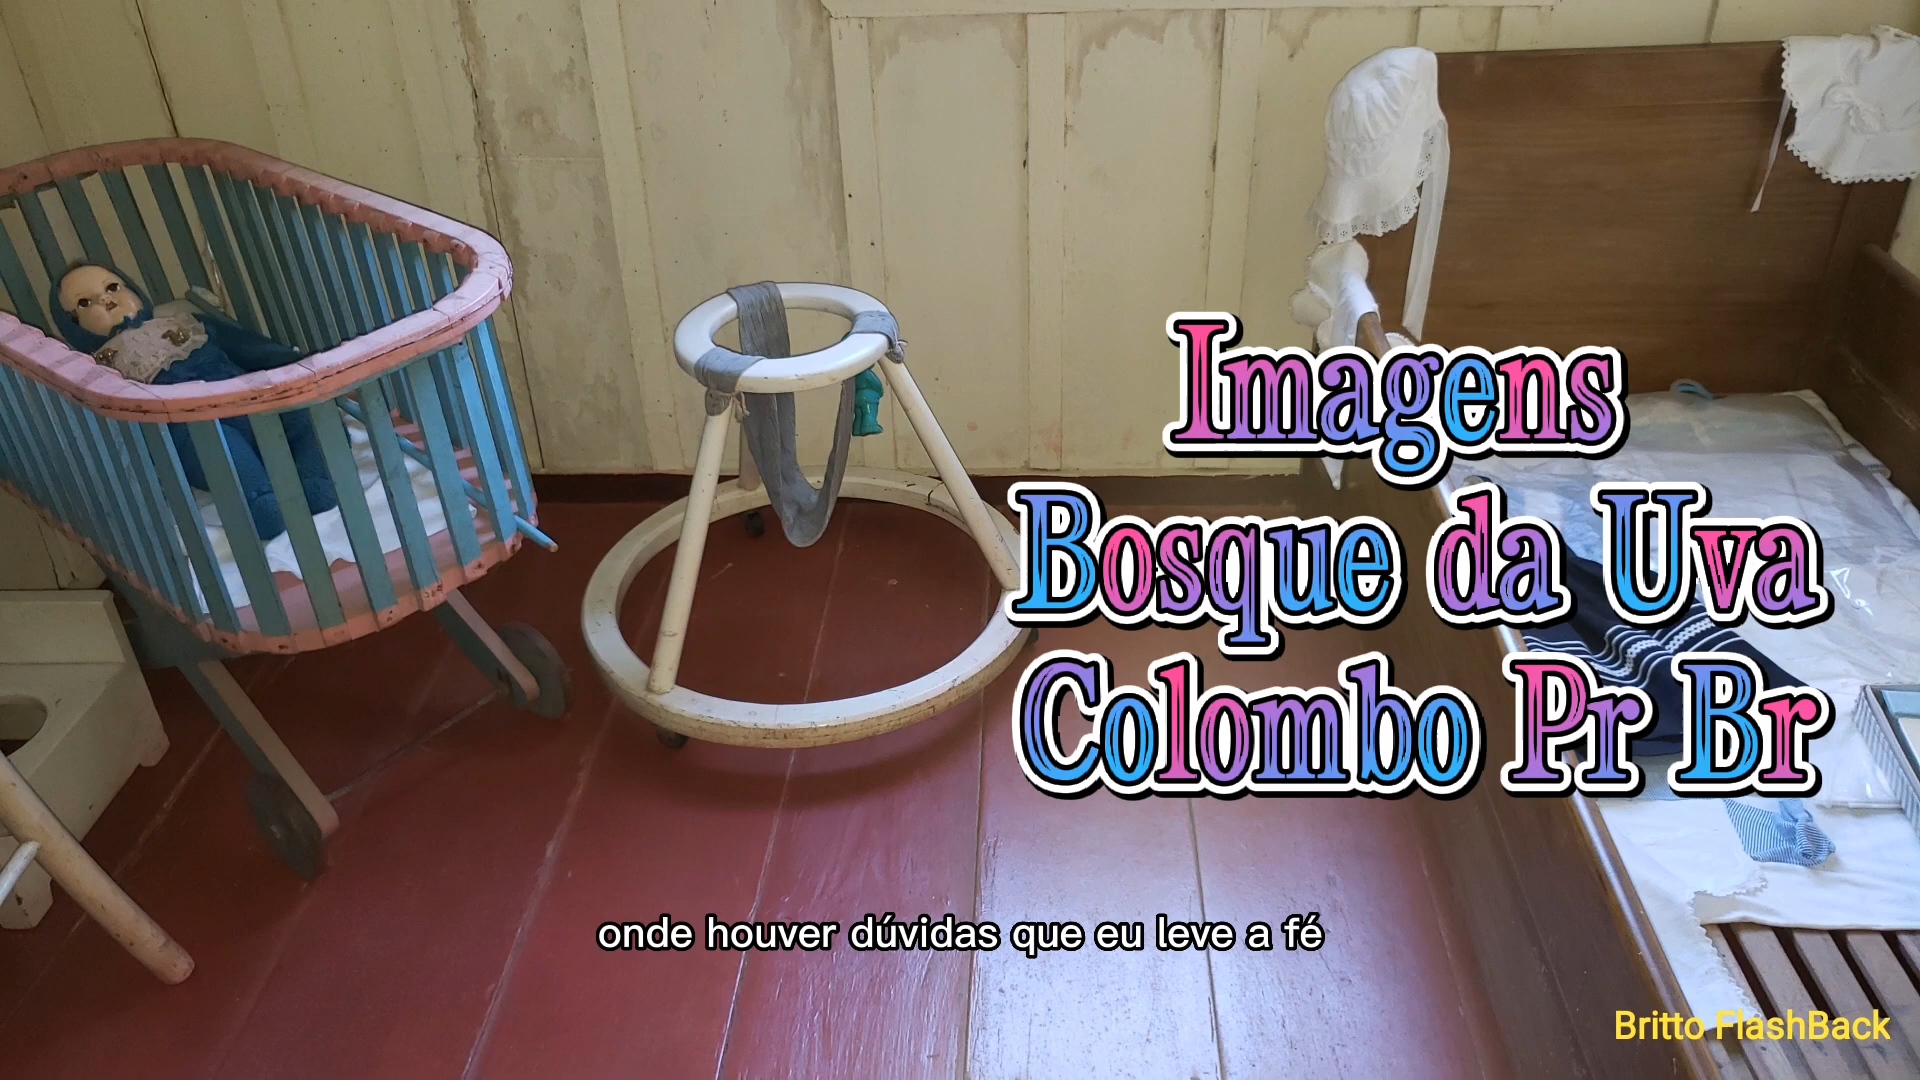 Imagens
Bosque da Uva
Colombo Pr Br
onde houver dúvidas que eu leve a fé
Britto FlashBack